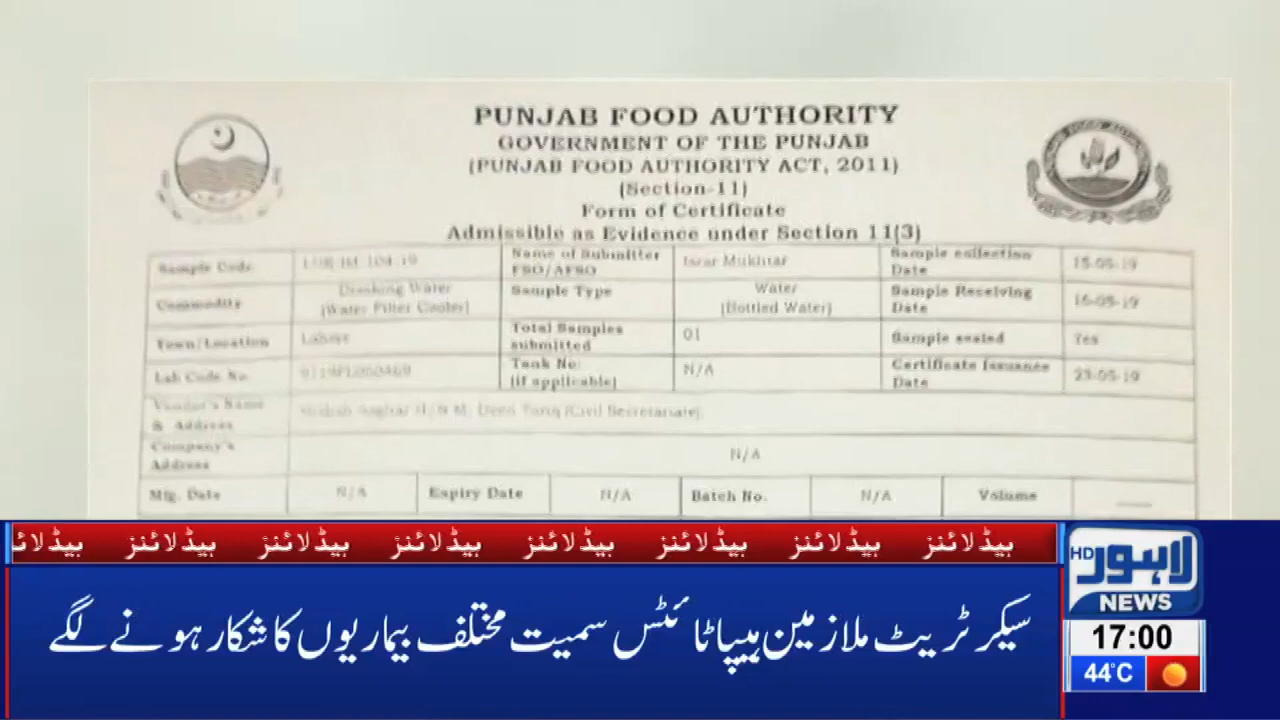 PUNJAB FOOD AUTHORITY
GOVERNMENT OF THE PUNJAB
(PUNJAB FOOD AUTHORITY ACT, 2011)
(Section-11)
Form of Certificate
Admissible as Evidence under Section 11(3)
Sample Code Name of Submitter FSO/AFSO Israr Mukhtar Sample collection Date 15-05-19
Commodity Drinking Water (Water Filter Cooler) Sample Type Water (Bottled Water) Sample Receiving Date 16-05-19
Town/Location Lahore Total Samples submitted 01 Sample sealed Yes
Lab Code No. Tank No. (if applicable) N/A Certificate Issuance Date 23-05-19
Vendor's Name & Address (Civil Secretariate)
Company's Address N/A
Mfg. Date N/A Expiry Date N/A Batch No. N/A Volume
ہیڈلائنز ہیڈلائنز ہیڈلائنز ہیڈلائنز ہیڈلائنز ہیڈلائنز ہیڈلائنز
سیکرٹریٹ ملازمین ہیپاٹائٹس سمیت مختلف بیماریوں کا شکار ہونے لگے
لاہور HD
NEWS
17:00
44°C